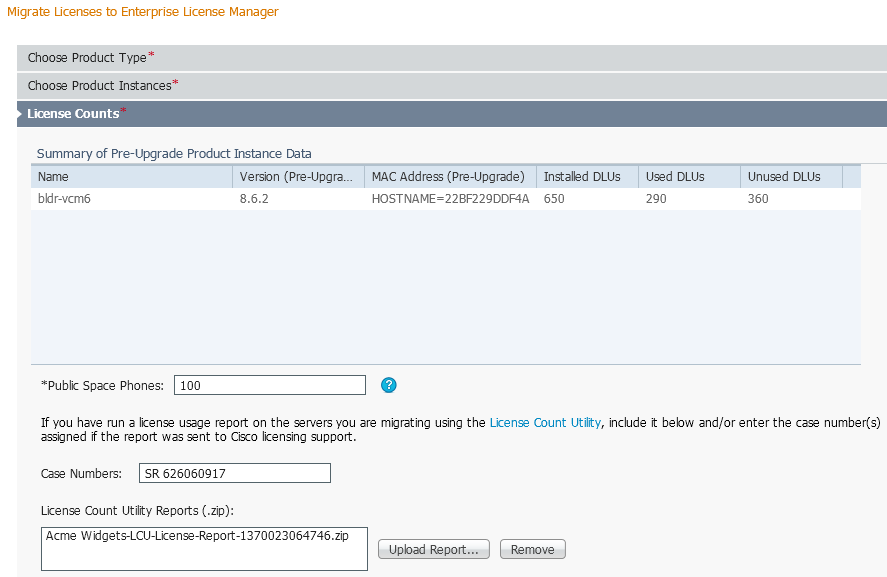 Migrate Licenses to Enterprise License Manager
Choose Product Type*
Choose Product Instances*
License Counts*
Summary of Pre-Upgrade Product Instance Data
Name Version (Pre-Upgra... MAC Address (Pre-Upgrade) Installed DLUs Used DLUs Unused DLUs
bldr-vcm6 8.6.2 HOSTNAME=22BF229DDF4A 650 290 360
*Public Space Phones: 100 ?
If you have run a license usage report on the servers you are migrating using the License Count Utility, include it below and/or enter the case number(s)
assigned if the report was sent to Cisco licensing support.
Case Numbers: SR 626060917
License Count Utility Reports (.zip):
Acme Widgets-LCU-License-Report-1370023064746.zip
Upload Report... Remove